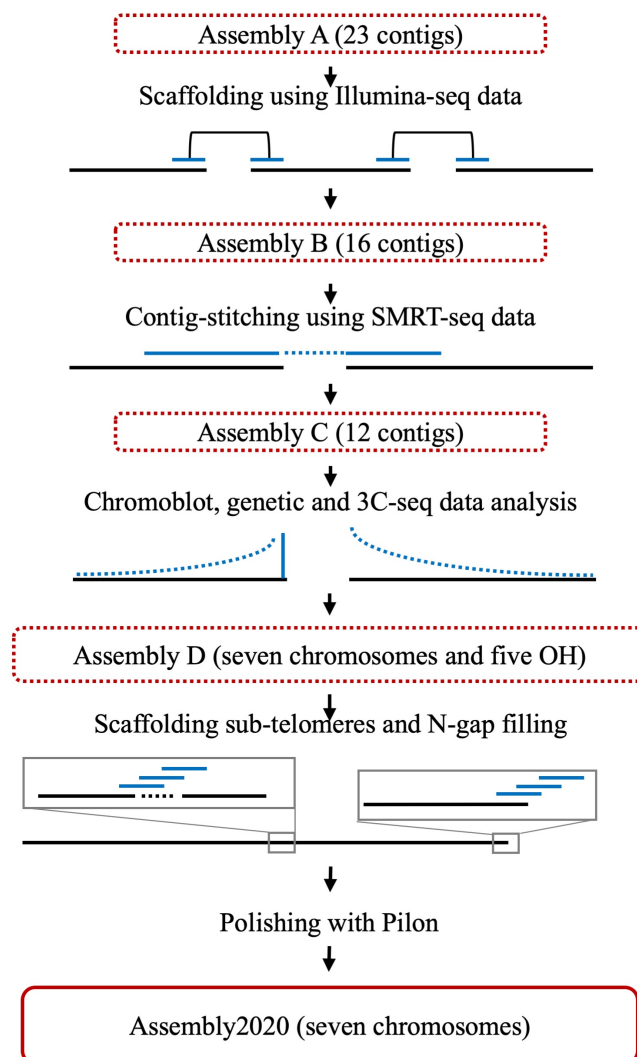 Assembly A (23 contigs)
Scaffolding using Illumina-seq data
Assembly B (16 contigs)
Contig-stitching using SMRT-seq data
Assembly C (12 contigs)
Chromoblot, genetic and 3C-seq data analysis
Assembly D (seven chromosomes and five OH)
Scaffolding sub-telomeres and N-gap filling
Polishing with Pilon
Assembly2020 (seven chromosomes)